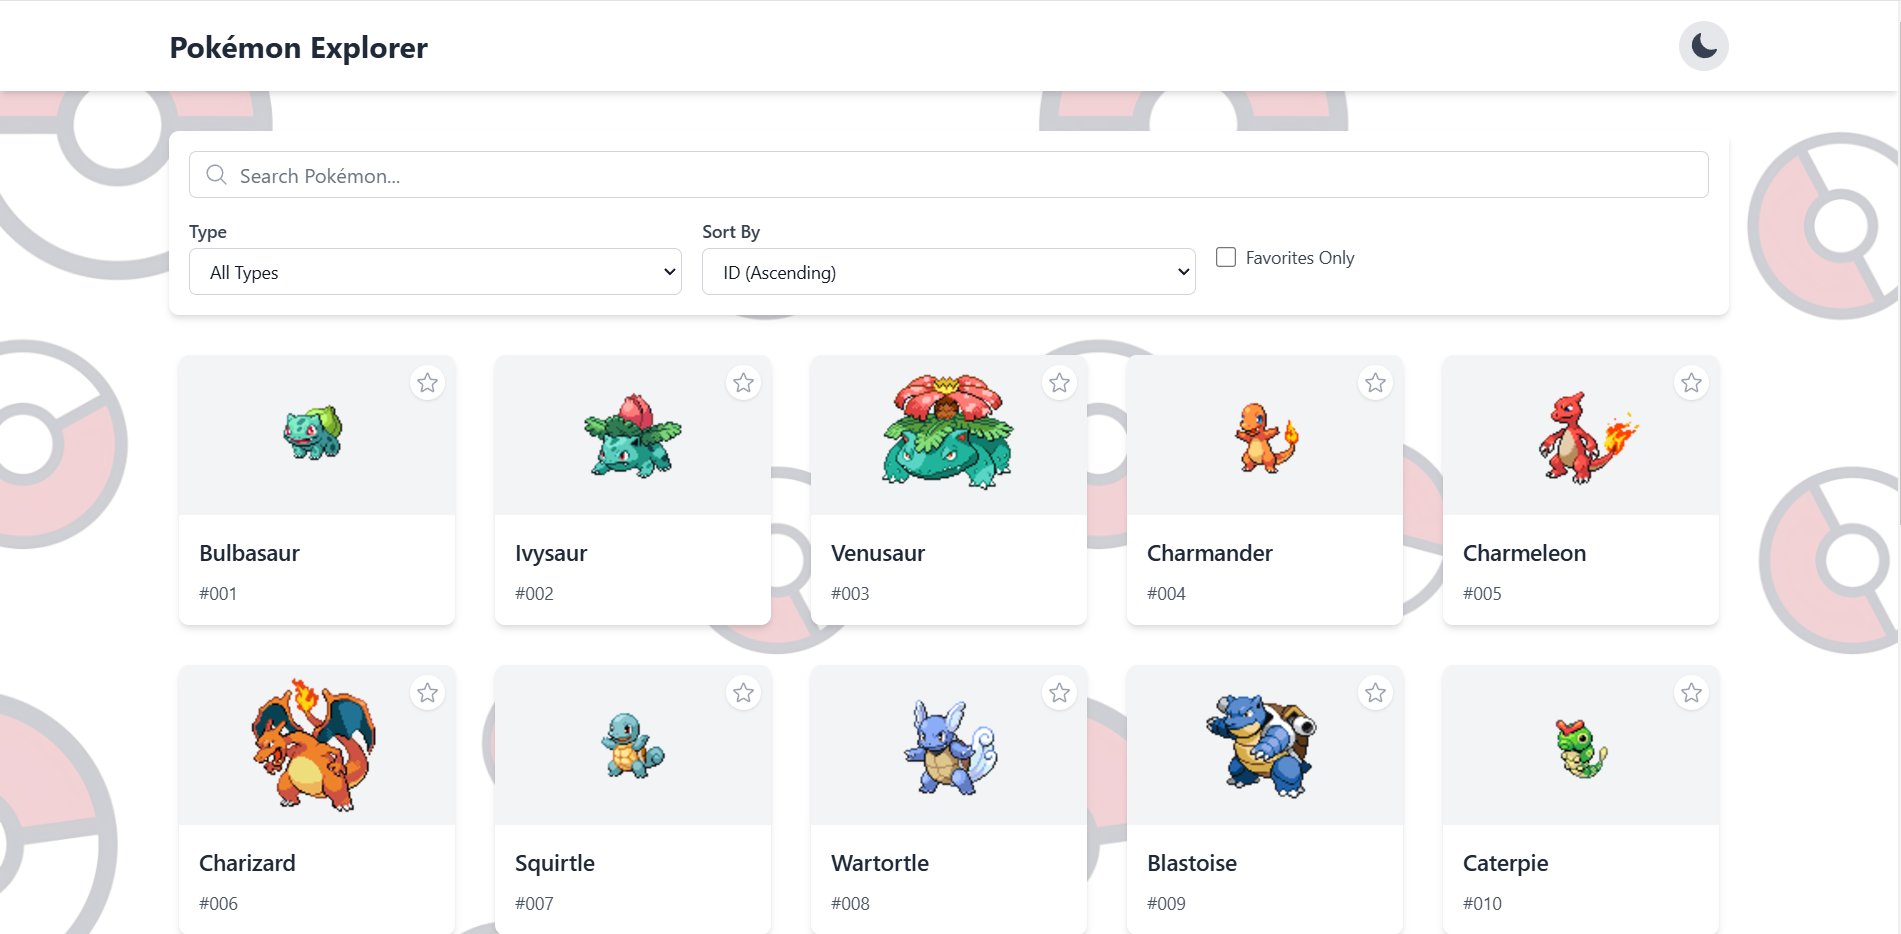 Pokémon Explorer
Search Pokémon...
Type
Sort By
All Types
ID (Ascending)
Favorites Only
Bulbasaur
#001
Ivysaur
#002
Venusaur
#003
Charmander
#004
Charmeleon
#005
Charizard
#006
Squirtle
#007
Wartortle
#008
Blastoise
#009
Caterpie
#010